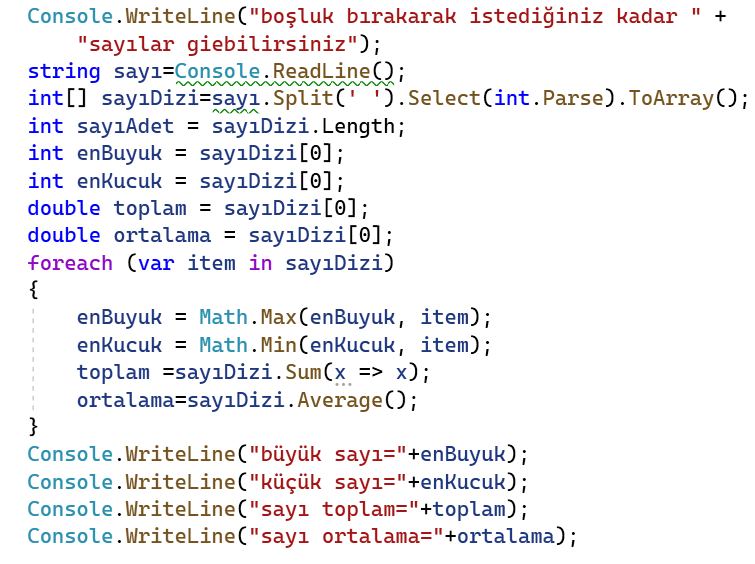 Console.WriteLine("boşluk bırakarak istediğiniz kadar " +
"sayılar giebilirsiniz");
string sayı=Console.ReadLine();
int[] sayıDizi=sayı.Split(' ').Select(int.Parse).ToArray();
int sayıAdet = sayıDizi.Length;
int enBuyuk = sayıDizi[0];
int enKucuk = sayıDizi[0];
double toplam = sayıDizi[0];
double ortalama = sayıDizi[0];
foreach (var item in sayıDizi)
{
enBuyuk = Math.Max(enBuyuk, item);
enKucuk = Math.Min(enKucuk, item);
toplam =sayıDizi.Sum(x => x);
ortalama=sayıDizi.Average();
}
Console.WriteLine("büyük sayı="+enBuyuk);
Console.WriteLine("küçük sayı="+enKucuk);
Console.WriteLine("sayı toplam="+toplam);
Console.WriteLine("sayı ortalama="+ortalama);